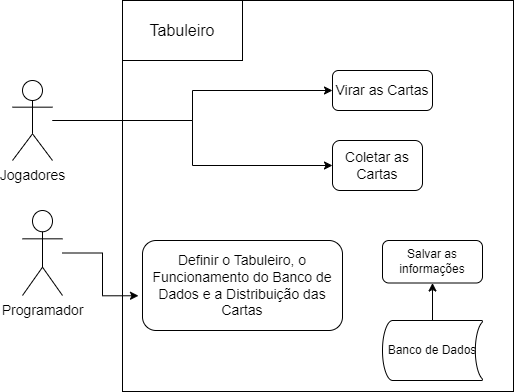 Tabuleiro
Virar as Cartas
Jogadores
Coletar as
Cartas
Programador
Definir o Tabuleiro, o
Funcionamento do Banco de
Dados e a Distribuição das
Cartas
Salvar as
informações
Banco de Dados